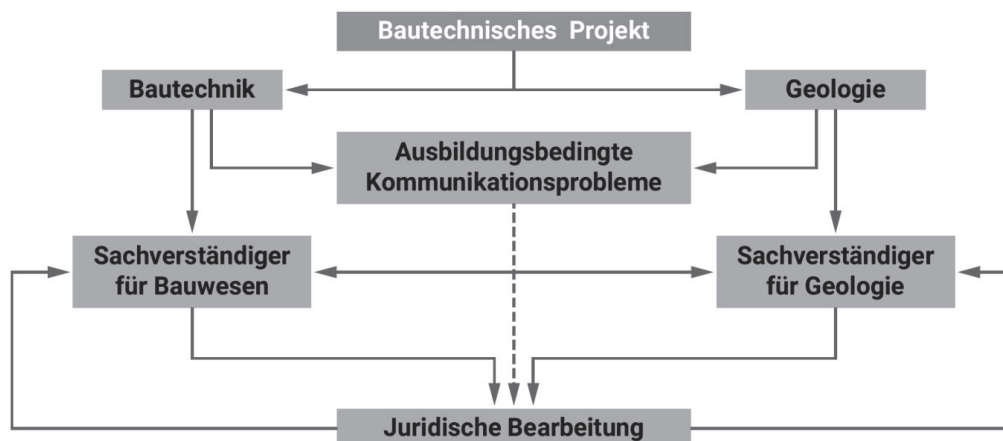 Bautechnisches Projekt
Bautechnik
Geologie
Ausbildungsbedingte
Kommunikationsprobleme
Sachverständiger
für Bauwesen
Sachverständiger
für Geologie
Juridische Bearbeitung